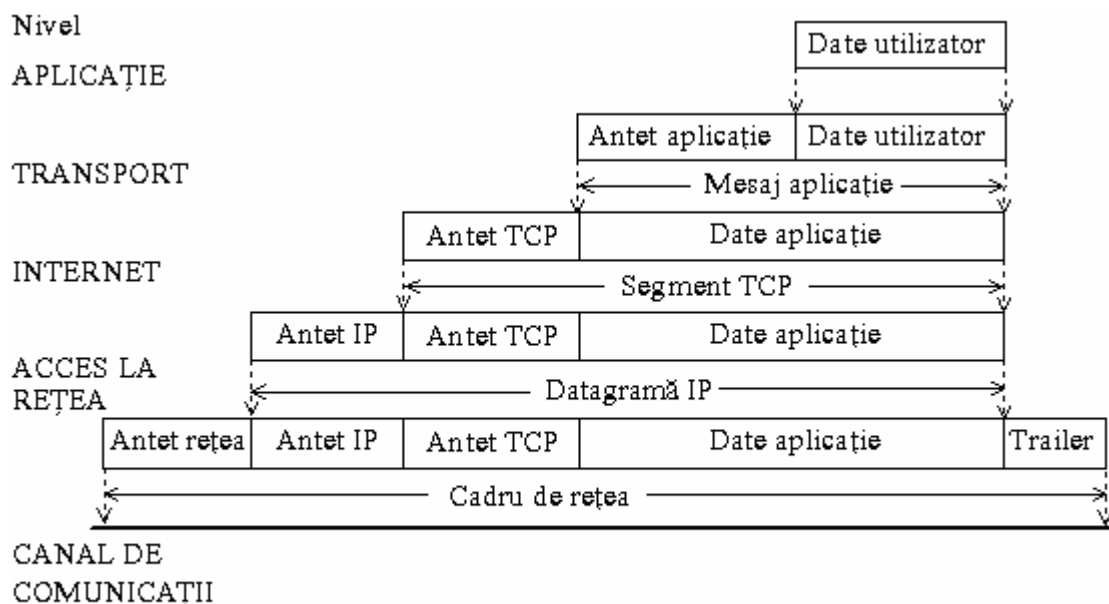 Nivel
Date utilizator
APLICAȚIE
Antet aplicație Date utilizator
TRANSPORT
Mesaj aplicație
Antet TCP Date aplicație
INTERNET
Segment TCP
Antet IP Antet TCP Date aplicație
ACCES LA
REȚEA
Datagramă IP
Antet rețea Antet IP Antet TCP Date aplicație Trailer
Cadru de rețea
CANAL DE
COMUNICATII